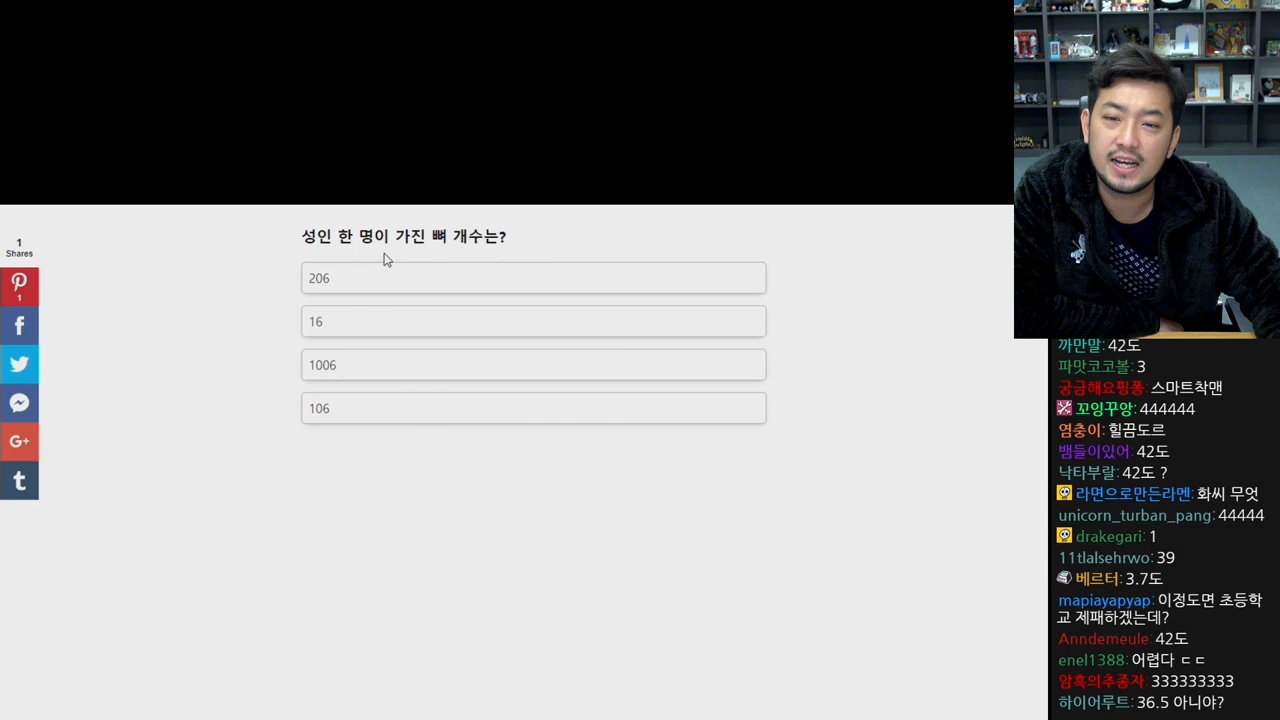 성인 한 명이 가진 뼈 개수는?
206
16
1006
106
1
Shares
1
까만말: 42도
파맛코코볼: 3
궁금해요핑퐁: 스마트착맨
꼬잉꾸앙: 444444
염충이: 힐끔도르
뱀들이있어: 42도
낙타부랄: 42도 ?
라면으로만든라멘: 화씨 무엇
unicorn_turban_pang: 44444
drakegari: 1
11tlalsehrwo: 39
베르터: 3.7도
mapiayapyap: 이정도면 초등학
교 제패하겠는데?
Anndemeule: 42도
enel1388: 어렵다 ㄷㄷ
암흑의추종자: 333333333
하이어루트: 36.5 아니야?